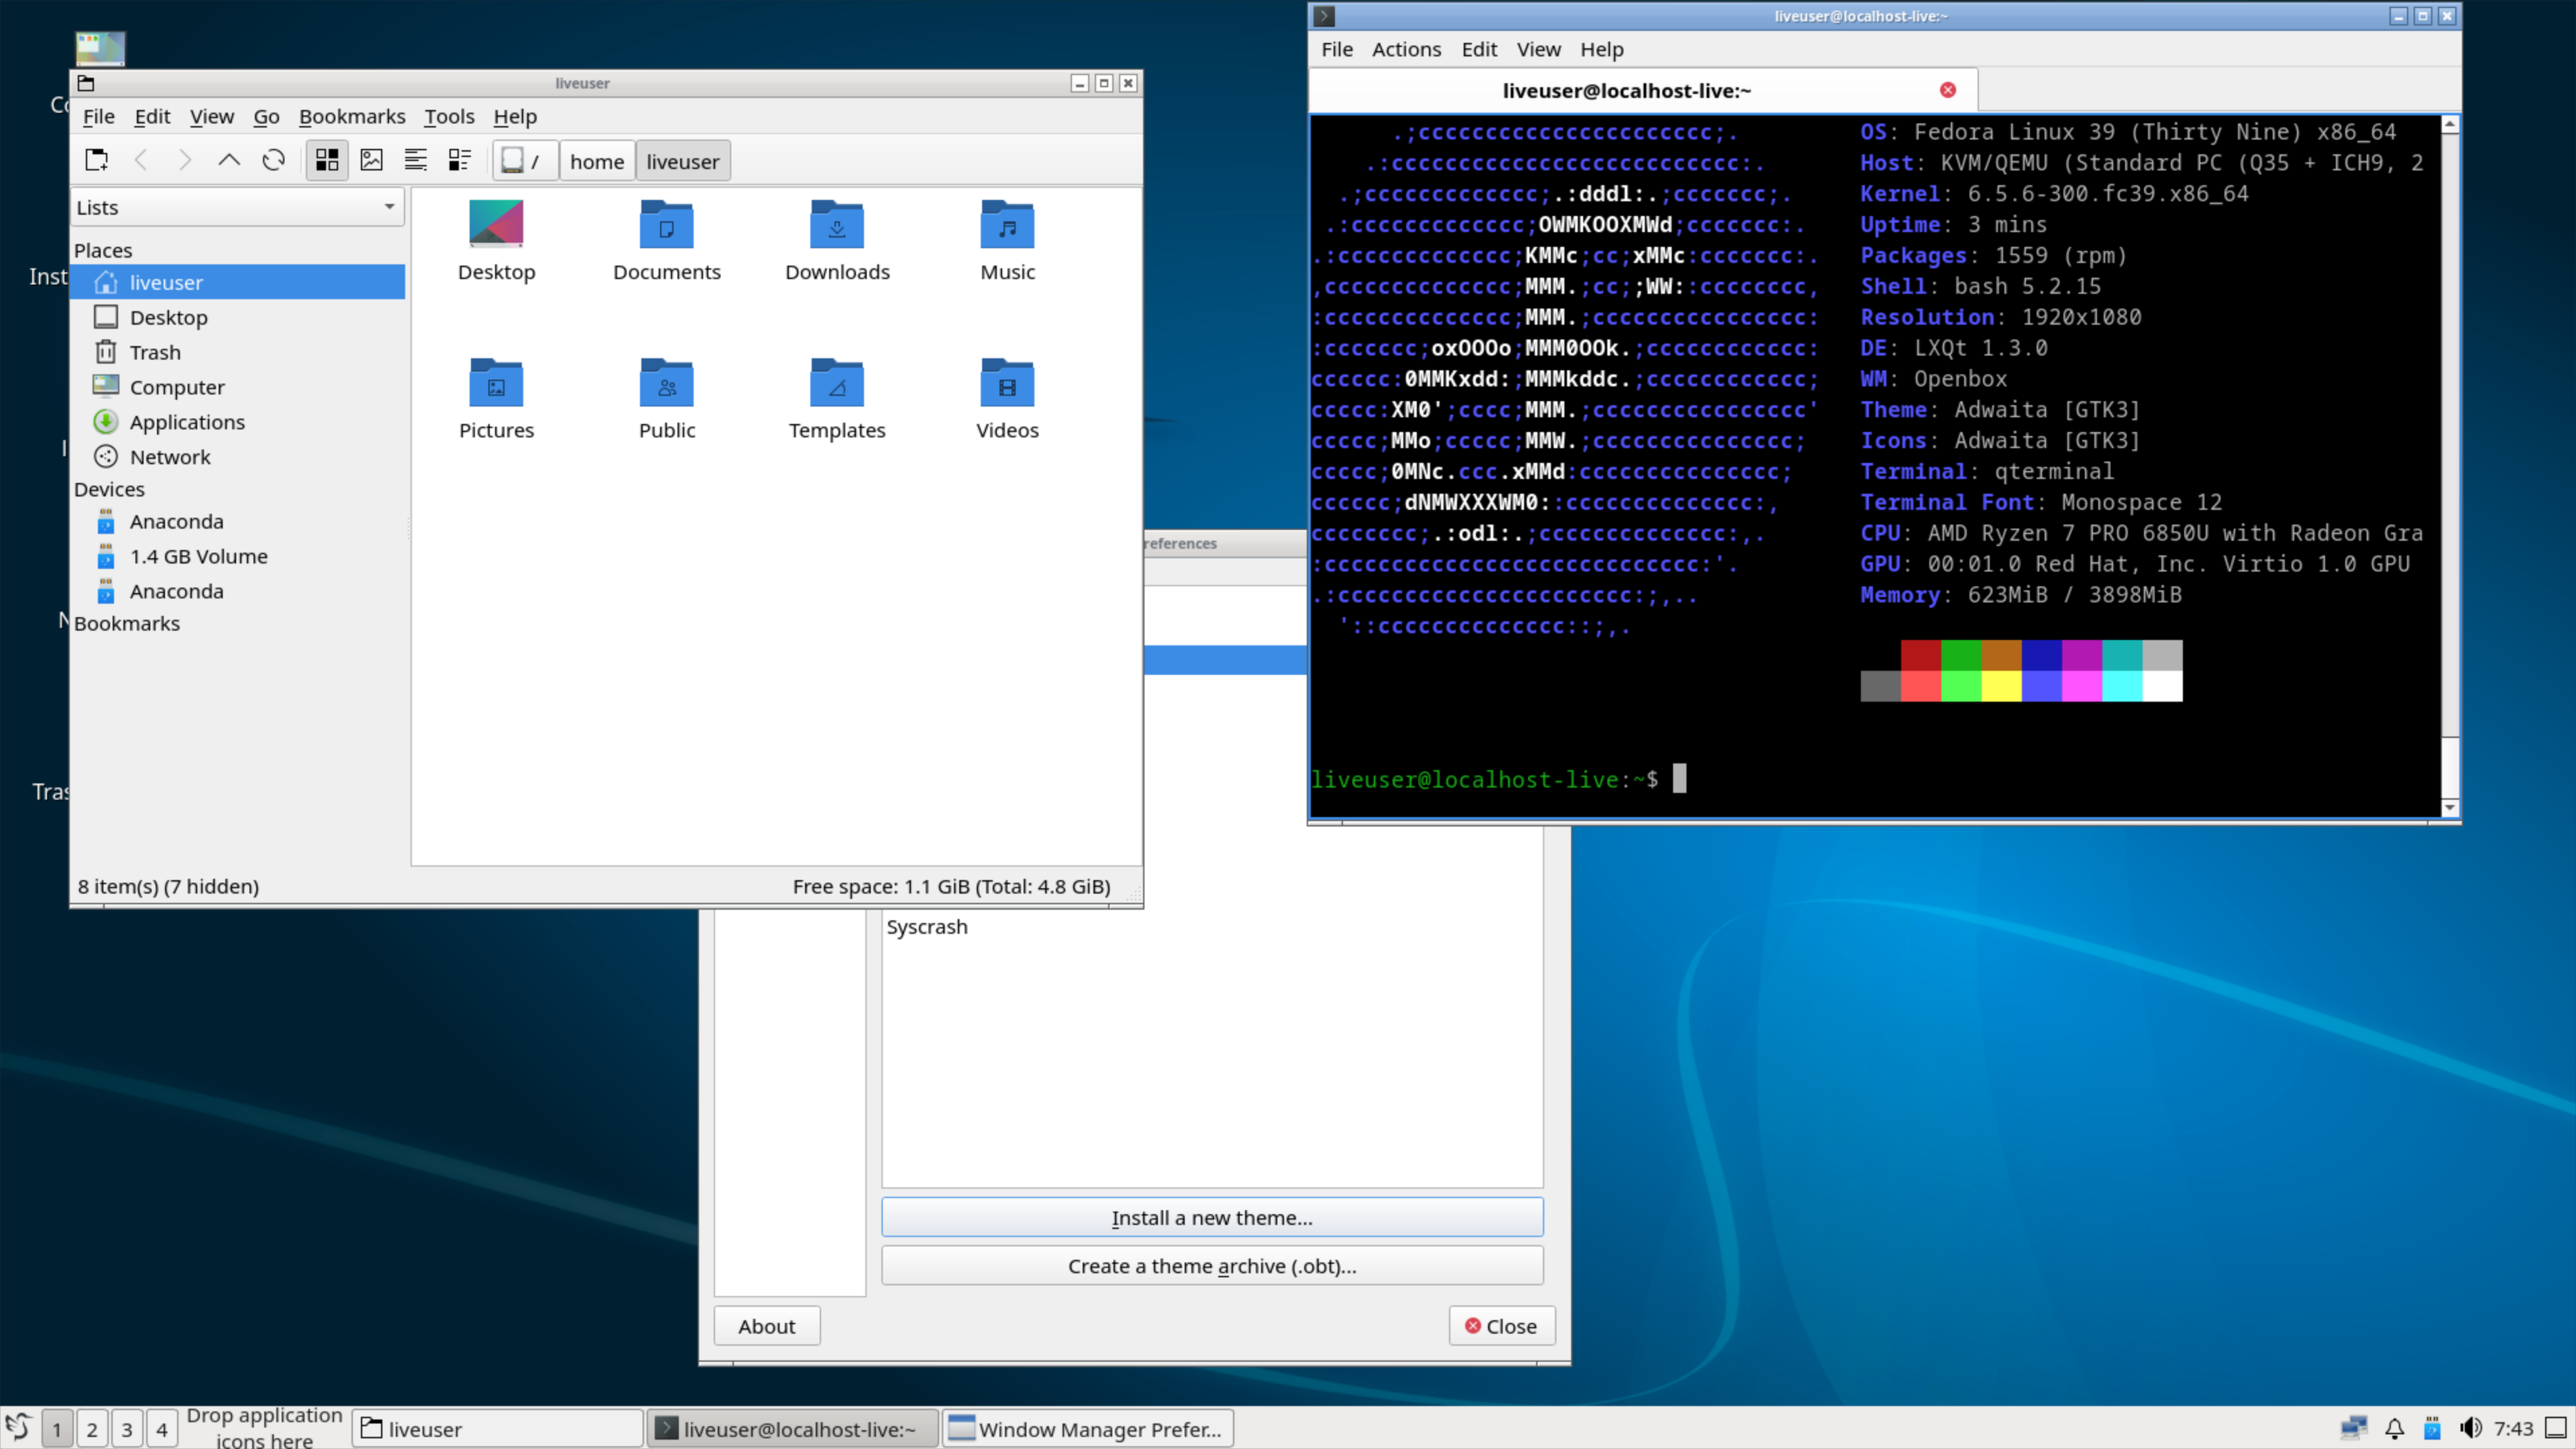 Inst
Tras
liveuser
File Edit View Go Bookmarks Tools Help
/ home liveuser
Lists
Places
liveuser
Desktop
Trash
Computer
Applications
Network
Devices
Anaconda
1.4 GB Volume
Anaconda
Bookmarks
Desktop Documents Downloads Music
Pictures Public Templates Videos
8 item(s) (7 hidden) Free space: 1.1 GiB (Total: 4.8 GiB)
references
Syscrash
Install a new theme...
Create a theme archive (.obt)...
About Close
liveuser@localhost-live:~
File Actions Edit View Help
liveuser@localhost-live:~
.;cccccccccccccccccccccc;. OS: Fedora Linux 39 (Thirty Nine) x86_64
.:cccccccccccccccccccccccccc:. Host: KVM/QEMU (Standard PC (Q35 + ICH9, 2
.;ccccccccccccc;.:dddl:.;ccccccc;. Kernel: 6.5.6-300.fc39.x86_64
.:ccccccccccccc;OWMKOOXMWd;ccccccc:. Uptime: 3 mins
.:ccccccccccccc;KMMc;cc;xMMc:ccccccc:. Packages: 1559 (rpm)
,cccccccccccccc;MMM.;cc;;WW::cccccccc, Shell: bash 5.2.15
:cccccccccccccc;MMM.;cccccccccccccccc: Resolution: 1920x1080
:ccccccc;oxOOOo;MMM0OOk.;cccccccccccc: DE: LXQt 1.3.0
cccccc:0MMKxdd:;MMMkddc.;cccccccccccc; WM: Openbox
ccccc:XM0';cccc;MMM.;cccccccccccccccc' Theme: Adwaita [GTK3]
ccccc;MMo;ccccc;MMW.;ccccccccccccccc; Icons: Adwaita [GTK3]
ccccc;0MNc.ccc.xMMd:ccccccccccccccc; Terminal: qterminal
cccccc;dNMWXXXWM0::cccccccccccccc:, Terminal Font: Monospace 12
cccccccc;.:odl:.;cccccccccccccc:,. CPU: AMD Ryzen 7 PRO 6850U with Radeon Gra
:cccccccccccccccccccccccccccc:'. GPU: 00:01.0 Red Hat, Inc. Virtio 1.0 GPU
.:cccccccccccccccccccccc:;,.. Memory: 623MiB / 3898MiB
'::cccccccccccccc::;,.
liveuser@localhost-live:~$
1 2 3 4 Drop application
icons here
liveuser liveuser@localhost-live:~ Window Manager Prefer... 7:43